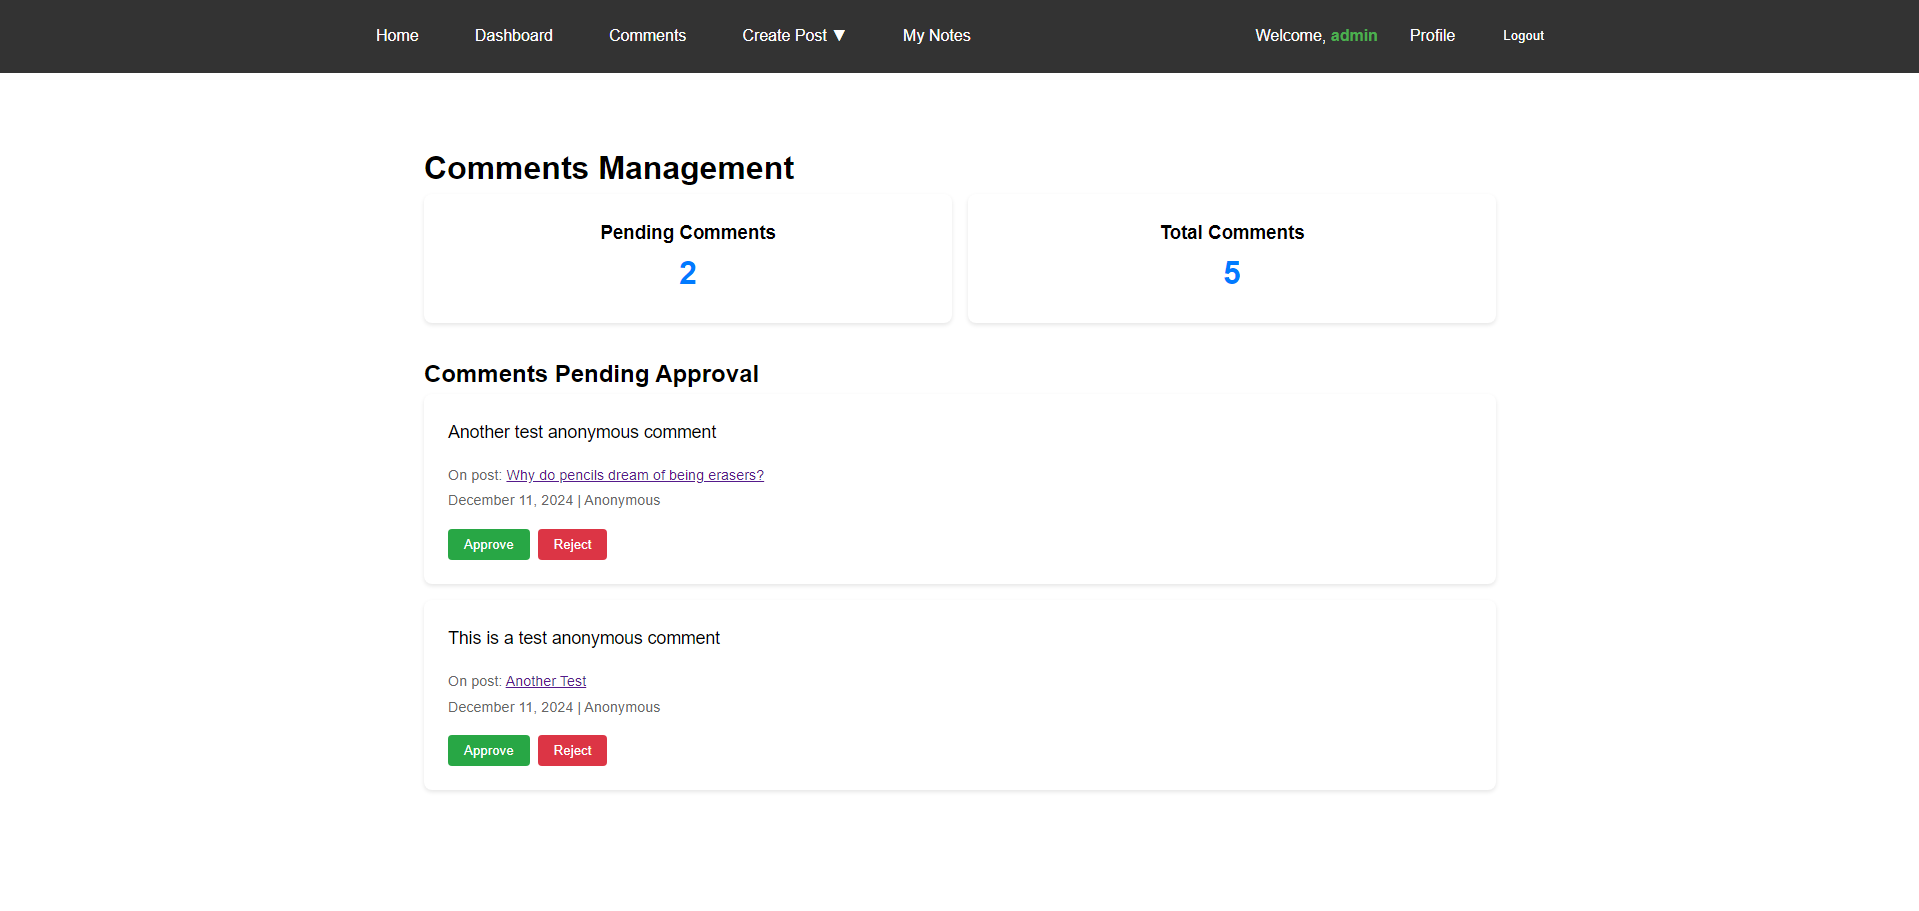 Home Dashboard Comments Create Post ▼ My Notes Welcome, admin Profile Logout
Comments Management
Pending Comments
2
Total Comments
5
Comments Pending Approval
Another test anonymous comment
On post: Why do pencils dream of being erasers?
December 11, 2024 | Anonymous
Approve Reject
This is a test anonymous comment
On post: Another Test
December 11, 2024 | Anonymous
Approve Reject